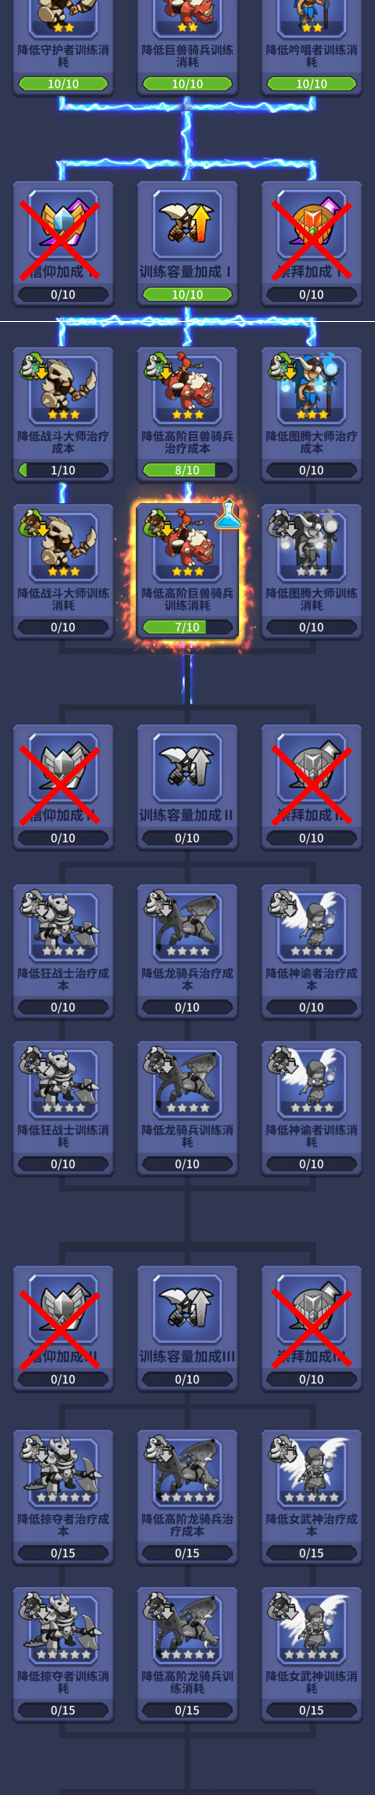 降低守护者训练消
耗
10/10
降低巨兽骑兵训练
消耗
10/10
降低吟唱者训练消
耗
10/10
信仰加成 I
0/10
训练容量加成 I
10/10
崇拜加成 I
0/10
降低战斗大师治疗
成本
1/10
降低高阶巨兽骑兵
治疗成本
8/10
降低图腾大师治疗
成本
0/10
降低战斗大师训练
消耗
0/10
降低高阶巨兽骑兵
训练消耗
7/10
降低图腾大师训练
消耗
0/10
信仰加成 II
0/10
训练容量加成 II
0/10
崇拜加成 II
0/10
降低狂战士治疗成
本
0/10
降低龙骑兵治疗成
本
0/10
降低神谕者治疗成
本
0/10
降低狂战士训练消
耗
0/10
降低龙骑兵训练消
耗
0/10
降低神谕者训练消
耗
0/10
信仰加成III
0/10
训练容量加成III
0/10
崇拜加成III
0/10
降低掠夺者治疗成
本
0/15
降低高阶龙骑兵治
疗成本
0/15
降低女武神治疗成
本
0/15
降低掠夺者训练消
耗
0/15
降低高阶龙骑兵训
练消耗
0/15
降低女武神训练消
耗
0/15